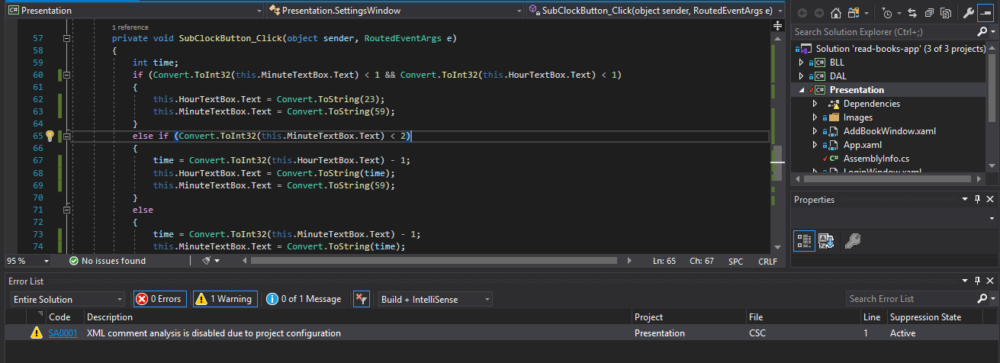 Presentation
Presentation.SettingsWindow
SubClockButton_Click(object sender, RoutedEventArgs e)
1 reference
57 private void SubClockButton_Click(object sender, RoutedEventArgs e)
58 {
59 int time;
60 if (Convert.ToInt32(this.MinuteTextBox.Text) < 1 && Convert.ToInt32(this.HourTextBox.Text) < 1)
61 {
62 this.HourTextBox.Text = Convert.ToString(23);
63 this.MinuteTextBox.Text = Convert.ToString(59);
64 }
65 else if (Convert.ToInt32(this.MinuteTextBox.Text) < 2)
66 {
67 time = Convert.ToInt32(this.HourTextBox.Text) - 1;
68 this.HourTextBox.Text = Convert.ToString(time);
69 this.MinuteTextBox.Text = Convert.ToString(59);
70 }
71 else
72 {
73 time = Convert.ToInt32(this.MinuteTextBox.Text) - 1;
74 this.MinuteTextBox.Text = Convert.ToString(time);
95 %
No issues found
Ln: 65 Ch: 67 SPC CRLF
Search Solution Explorer (Ctrl+;)
Solution 'read-books-app' (3 of 3 projects)
C# BLL
C# DAL
C# Presentation
Dependencies
Images
AddBookWindow.xaml
App.xaml
C# AssemblyInfo.cs
LoginWindow.xaml
Properties
Error List
Entire Solution
0 Errors
1 Warning
0 of 1 Message
Build + IntelliSense
Search Error List
Code Description Project File Line Suppression State
SA0001 XML comment analysis is disabled due to project configuration Presentation CSC 1 Active